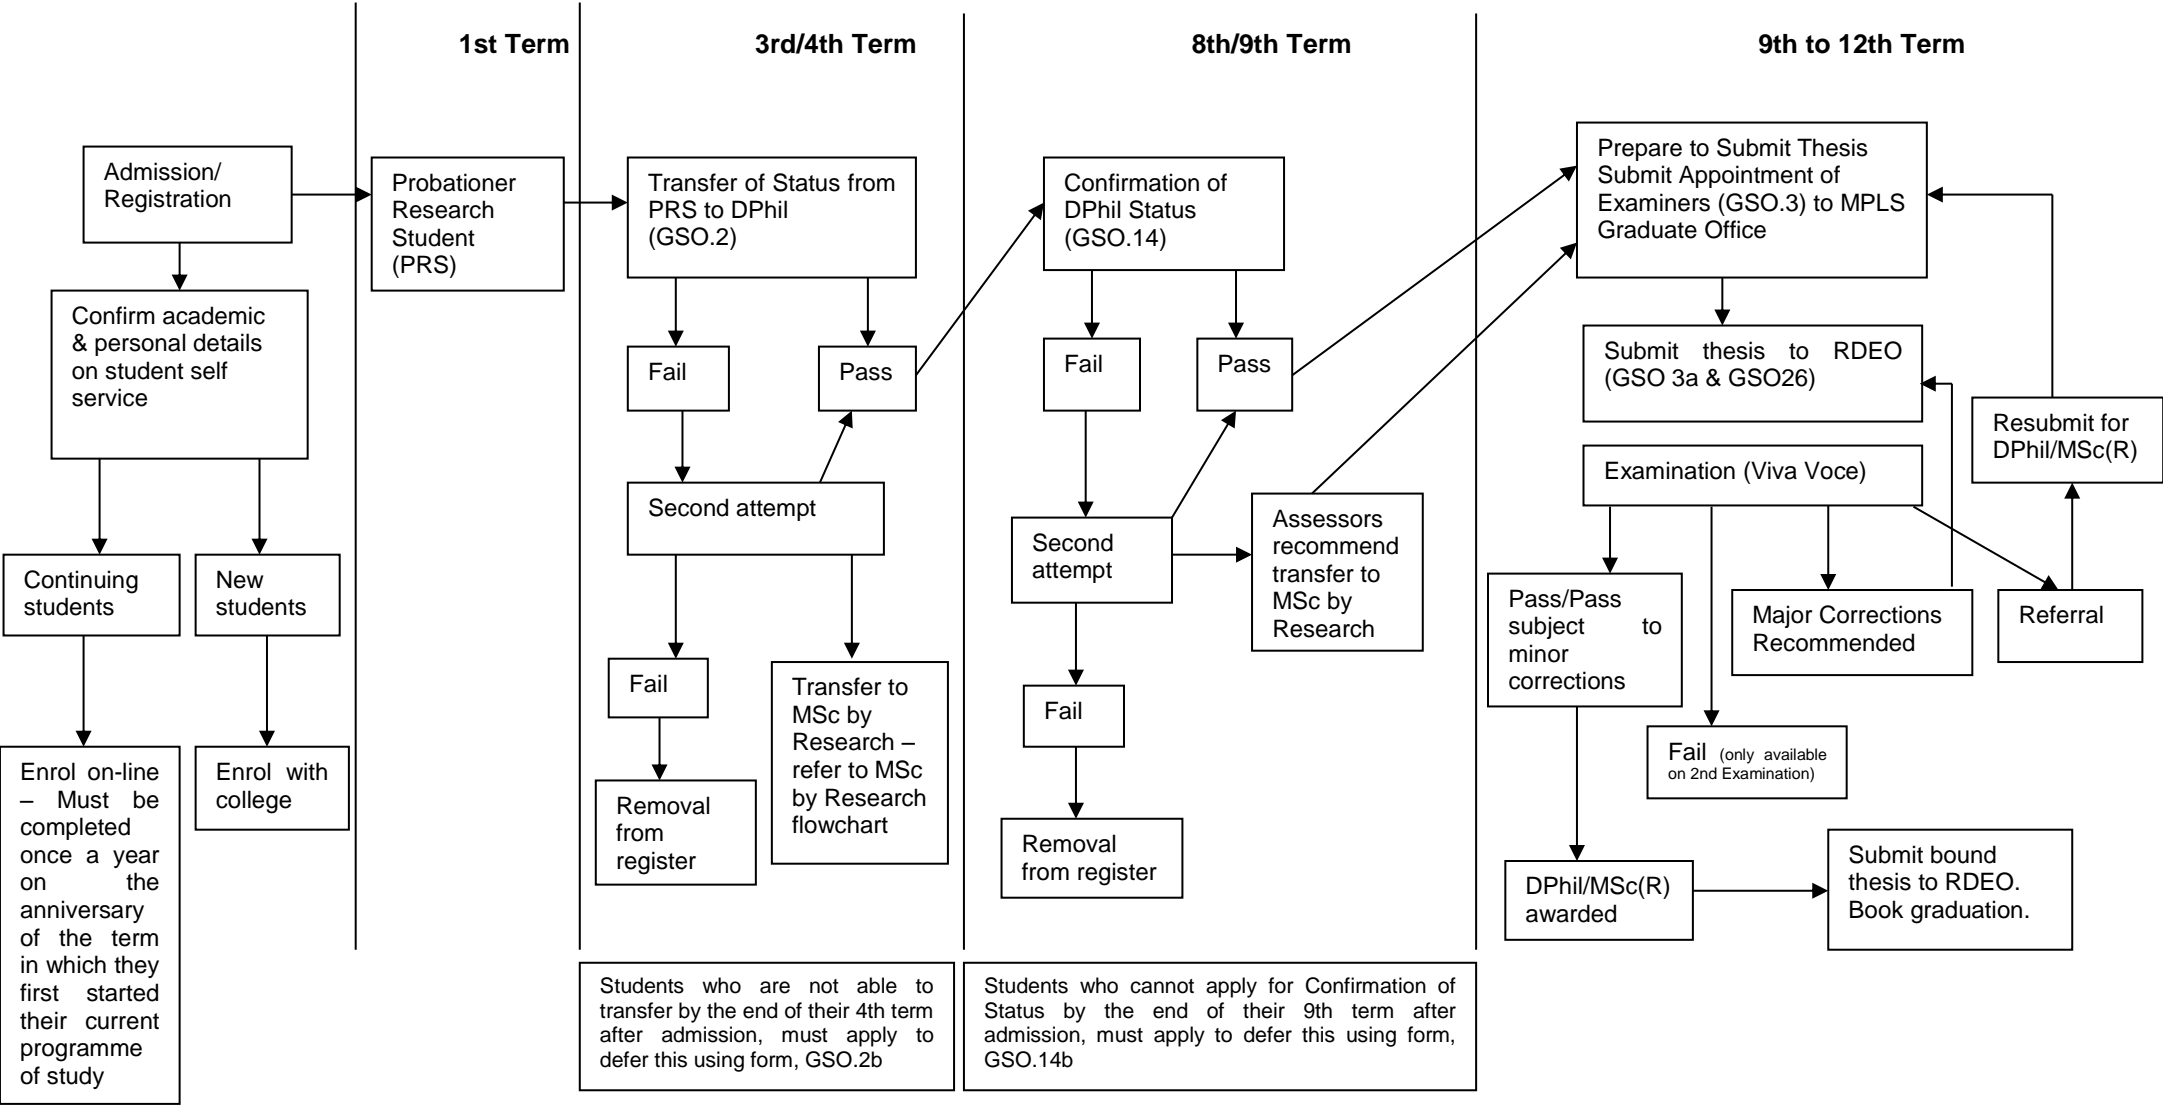 1st Term
3rd/4th Term
8th/9th Term
9th to 12th Term
Admission/
Registration
Confirm academic
& personal details
on student self
service
Continuing
students
New
students
Enrol on-line
– Must be
completed
once a year
on the
anniversary
of the term
in which they
first started
their current
programme
of study
Enrol with
college
Probationer
Research
Student
(PRS)
Transfer of Status from
PRS to DPhil
(GSO.2)
Fail
Pass
Second attempt
Fail
Removal
from
register
Transfer to
MSc by
Research –
refer to MSc
by Research
flowchart
Students who are not able to
transfer by the end of their 4th term
after admission, must apply to
defer this using form, GSO.2b
Confirmation of
DPhil Status
(GSO.14)
Fail
Pass
Second
attempt
Assessors
recommend
transfer to
MSc by
Research
Fail
Removal
from register
Students who cannot apply for Confirmation of
Status by the end of their 9th term after
admission, must apply to defer this using form,
GSO.14b
Prepare to Submit Thesis
Submit Appointment of
Examiners (GSO.3) to MPLS
Graduate Office
Submit thesis to RDEO
(GSO 3a & GSO26)
Examination (Viva Voce)
Resubmit for
DPhil/MSc(R)
Pass/Pass
subject to
minor
corrections
Major Corrections
Recommended
Referral
Fail (only available
on 2nd Examination)
DPhil/MSc(R)
awarded
Submit bound
thesis to RDEO.
Book graduation.